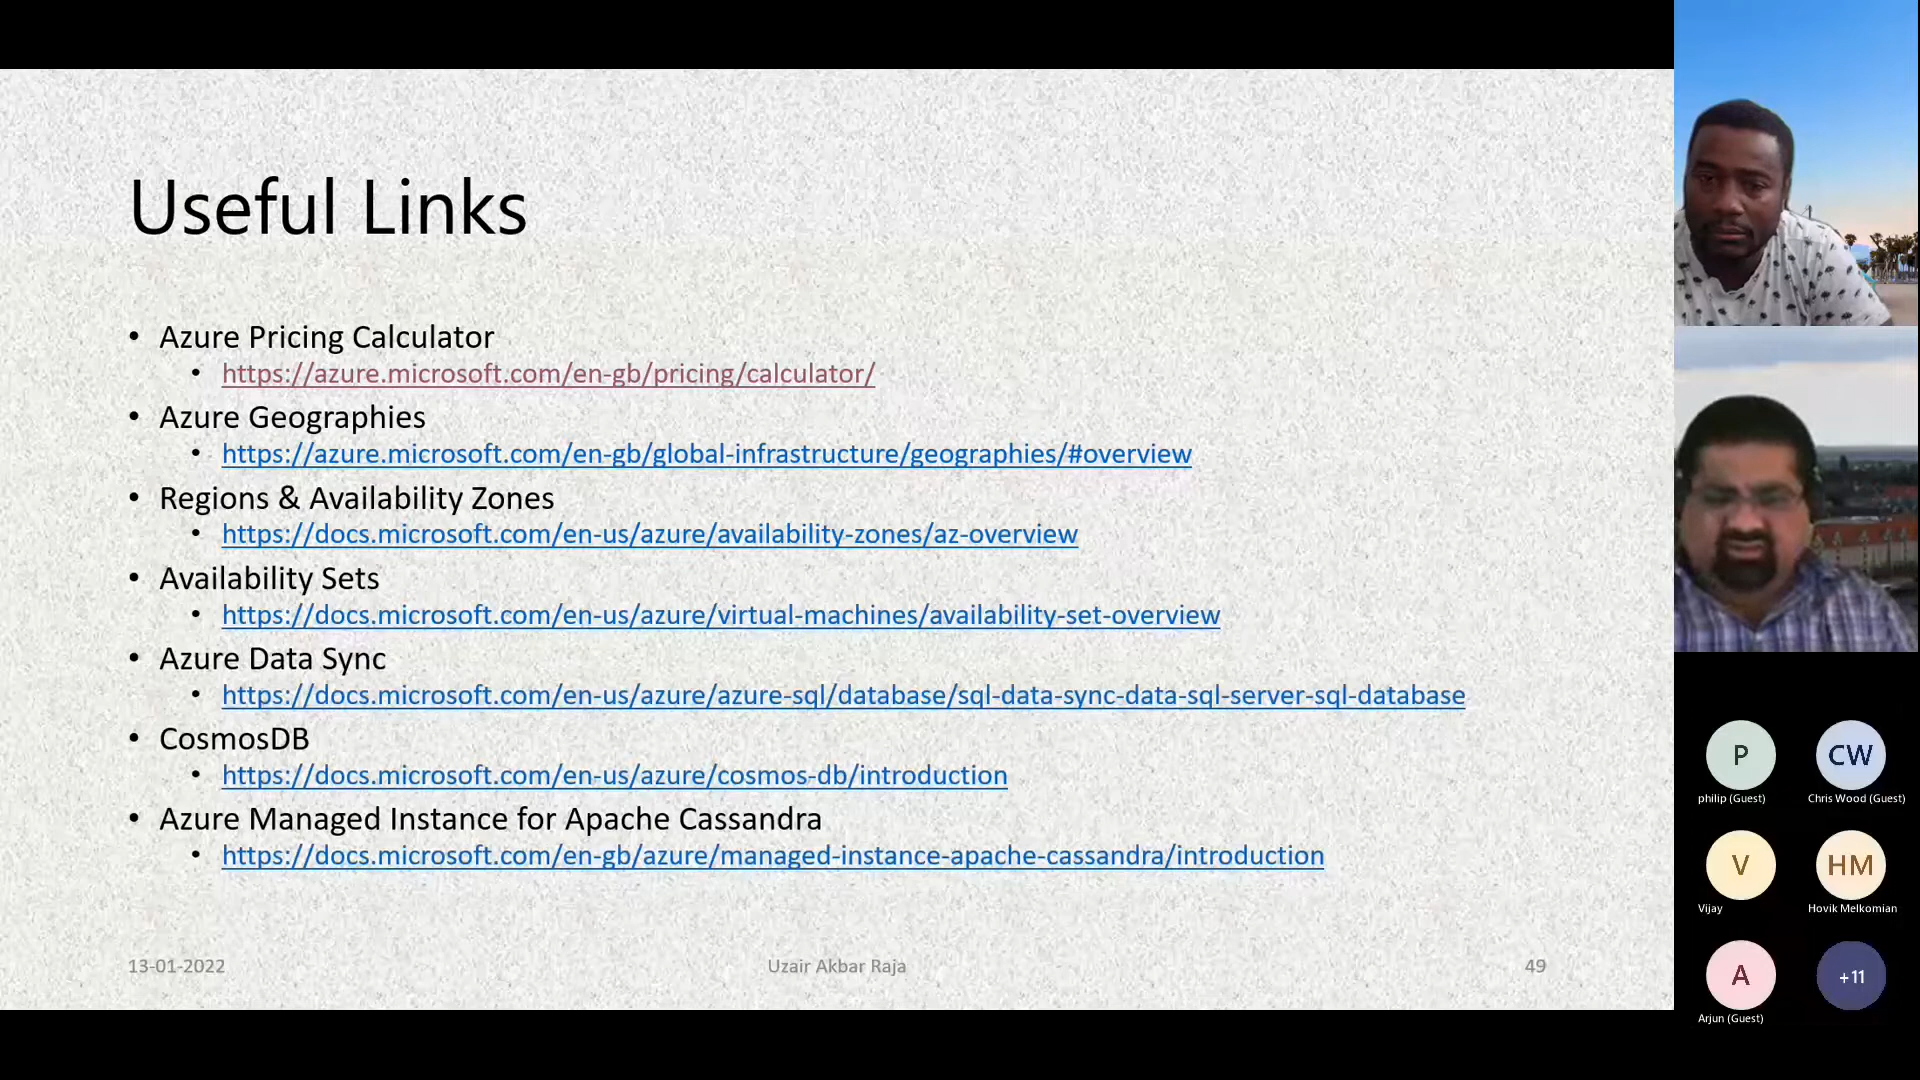 Useful Links
• Azure Pricing Calculator
• https://azure.microsoft.com/en-gb/pricing/calculator/
• Azure Geographies
• https://azure.microsoft.com/en-gb/global-infrastructure/geographies/#overview
• Regions & Availability Zones
• https://docs.microsoft.com/en-us/azure/availability-zones/az-overview
• Availability Sets
• https://docs.microsoft.com/en-us/azure/virtual-machines/availability-set-overview
• Azure Data Sync
• https://docs.microsoft.com/en-us/azure/azure-sql/database/sql-data-sync-data-sql-server-sql-database
• CosmosDB
• https://docs.microsoft.com/en-us/azure/cosmos-db/introduction
• Azure Managed Instance for Apache Cassandra
• https://docs.microsoft.com/en-gb/azure/managed-instance-apache-cassandra/introduction
13-01-2022
Uzair Akbar Raja
49
P
philip (Guest)
CW
Chris Wood (Guest)
V
Vijay
HM
Hovik Melkomian
A
Arjun (Guest)
+11